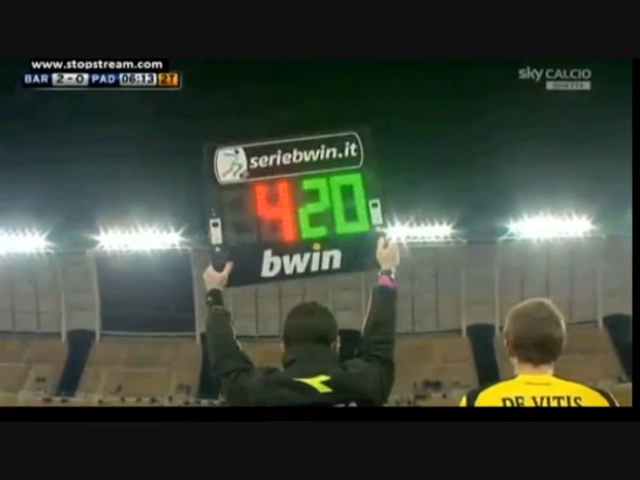 www.stopstream.com
BAR 2-0 PAD 06:13 2T
sky CALCIO
DIRETTA
seriebwin.it
4 20
bwin
DE VITIS